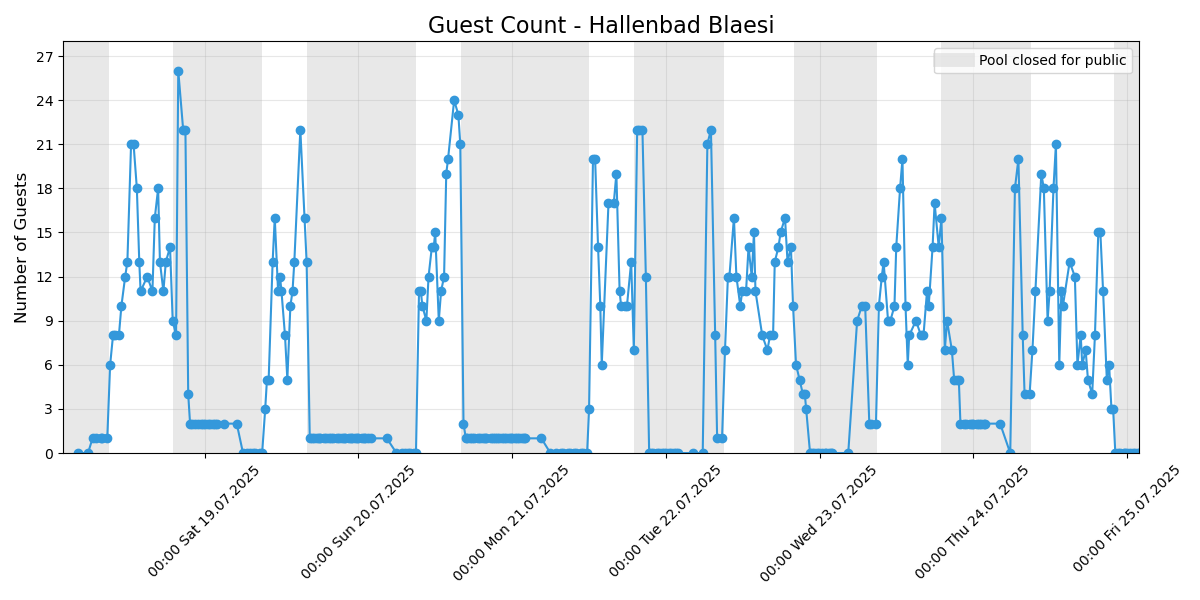 Guest Count - Hallenbad Blaesi
Pool closed for public
Number of Guests
27
24
21
18
15
12
9
6
3
0
00:00 Sat 19.07.2025
00:00 Sun 20.07.2025
00:00 Mon 21.07.2025
00:00 Tue 22.07.2025
00:00 Wed 23.07.2025
00:00 Thu 24.07.2025
00:00 Fri 25.07.2025